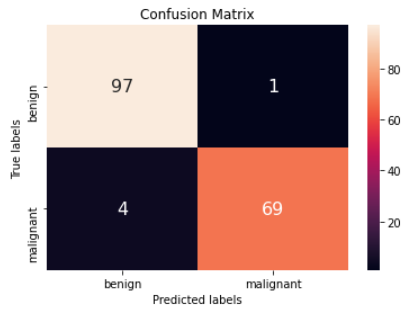 Confusion Matrix
True labels
benign
97
1
80
60
40
20
malignant
4
69
benign
malignant
Predicted labels